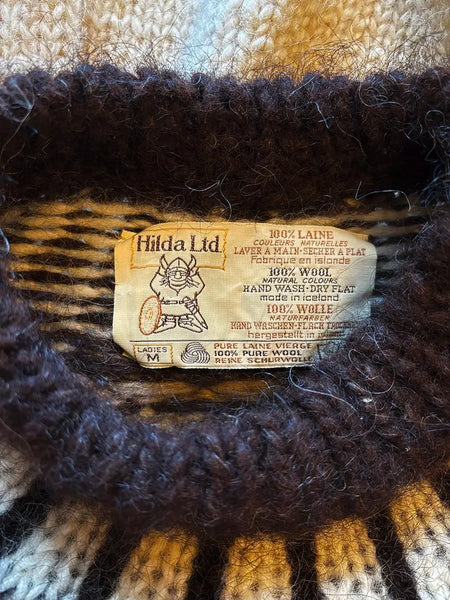 Hilda Ltd.
100% LAINE
COULEURS NATURELLES
LAVER A MAIN-SECHER A PLAT
Fabrique en islande
100% WOOL
NATURAL COLOURS
HAND WASH-DRY FLAT
made in iceland
100% WOLLE
NATURFARBEN
HAND WASCHEN-FLACH
hergestellt in
LADIES
M
PURE LAINE VIERGE
100% PURE WOOL
REINE SCHURWOLLE